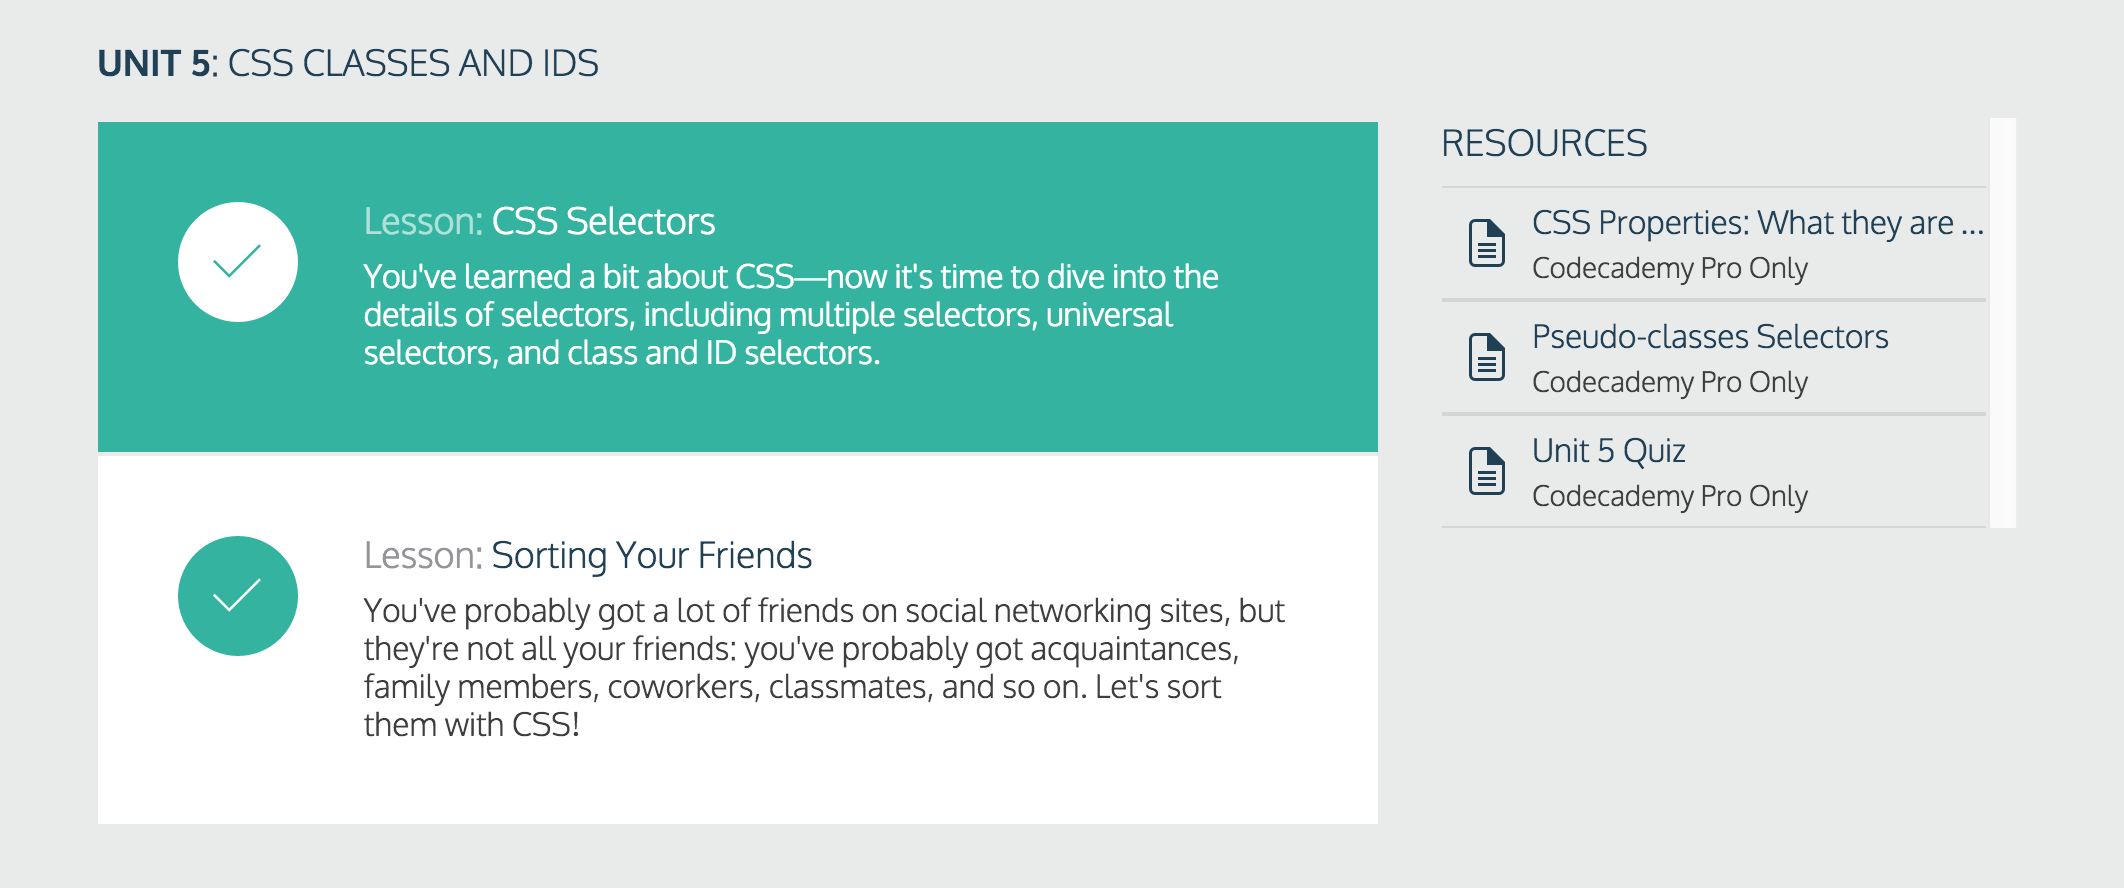 UNIT 5: CSS CLASSES AND IDS
Lesson: CSS Selectors
You've learned a bit about CSS—now it's time to dive into the
details of selectors, including multiple selectors, universal
selectors, and class and ID selectors.
Lesson: Sorting Your Friends
You've probably got a lot of friends on social networking sites, but
they're not all your friends: you've probably got acquaintances,
family members, coworkers, classmates, and so on. Let's sort
them with CSS!
RESOURCES
CSS Properties: What they are ...
Codecademy Pro Only
Pseudo-classes Selectors
Codecademy Pro Only
Unit 5 Quiz
Codecademy Pro Only